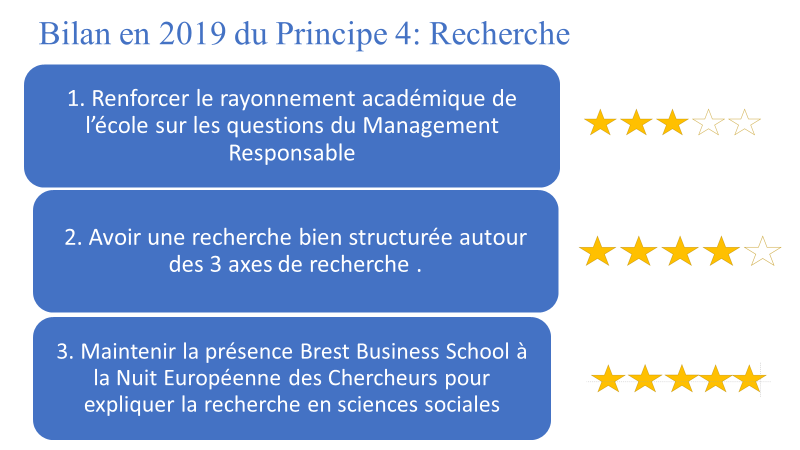 Bilan en 2019 du Principe 4: Recherche
1. Renforcer le rayonnement académique de
l’école sur les questions du Management
Responsable
2. Avoir une recherche bien structurée autour
des 3 axes de recherche .
3. Maintenir la présence Brest Business School à
la Nuit Européenne des Chercheurs pour
expliquer la recherche en sciences sociales